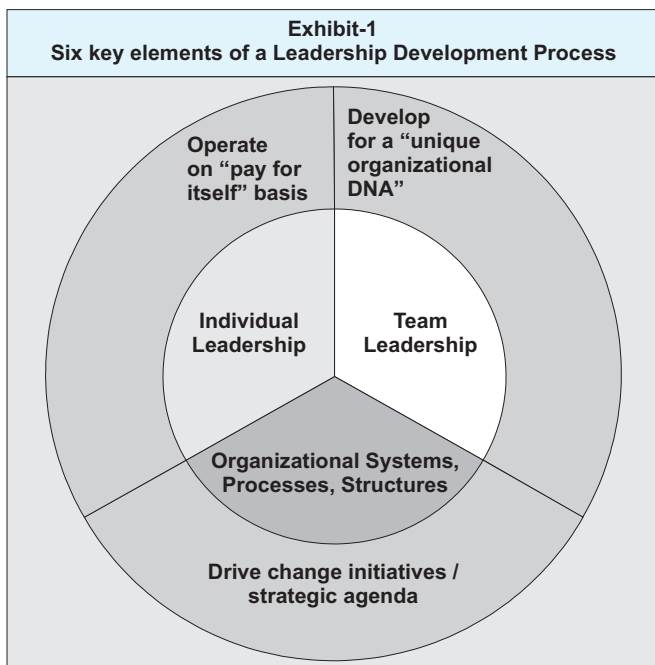 Exhibit-1
Six key elements of a Leadership Development Process
Operate
on “pay for
itself” basis
Develop
for a “unique
organizational
DNA”
Individual
Leadership
Team
Leadership
Organizational Systems,
Processes, Structures
Drive change initiatives /
strategic agenda